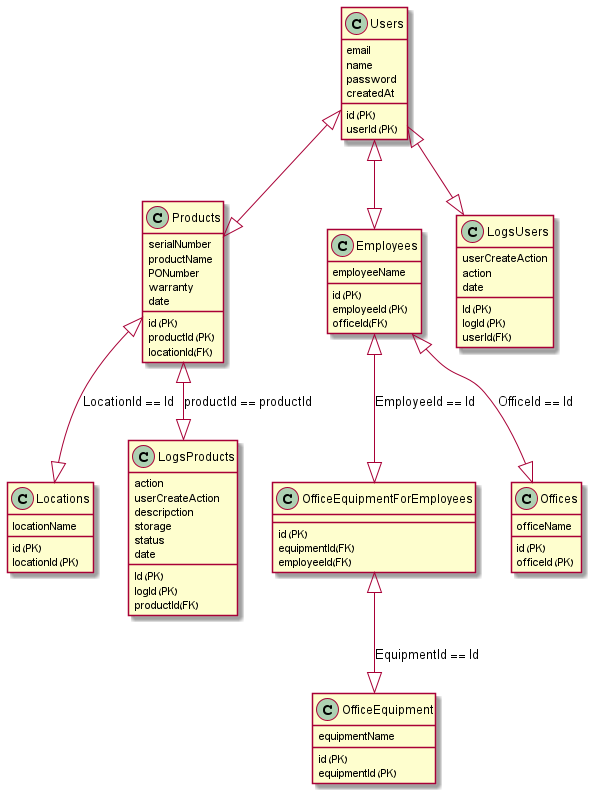 C Users
email
name
password
createdAt
id (PK)
userId (PK)
C Products
serialNumber
productName
PONumber
warranty
date
id (PK)
productId (PK)
locationId(FK)
C Employees
employeeName
id (PK)
employeeId (PK)
officeId(FK)
C LogsUsers
userCreateAction
action
date
Id (PK)
logId (PK)
userId(FK)
LocationId == Id
productId == productId
EmployeeId == Id
OfficeId == Id
C Locations
locationName
id (PK)
locationId (PK)
C LogsProducts
action
userCreateAction
descripction
storage
status
date
Id (PK)
logId (PK)
productId(FK)
C OfficeEquipmentForEmployees
id (PK)
equipmentId(FK)
employeeId(FK)
C Offices
officeName
id (PK)
officeId (PK)
EquipmentId == Id
C OfficeEquipment
equipmentName
id (PK)
equipmentId (PK)